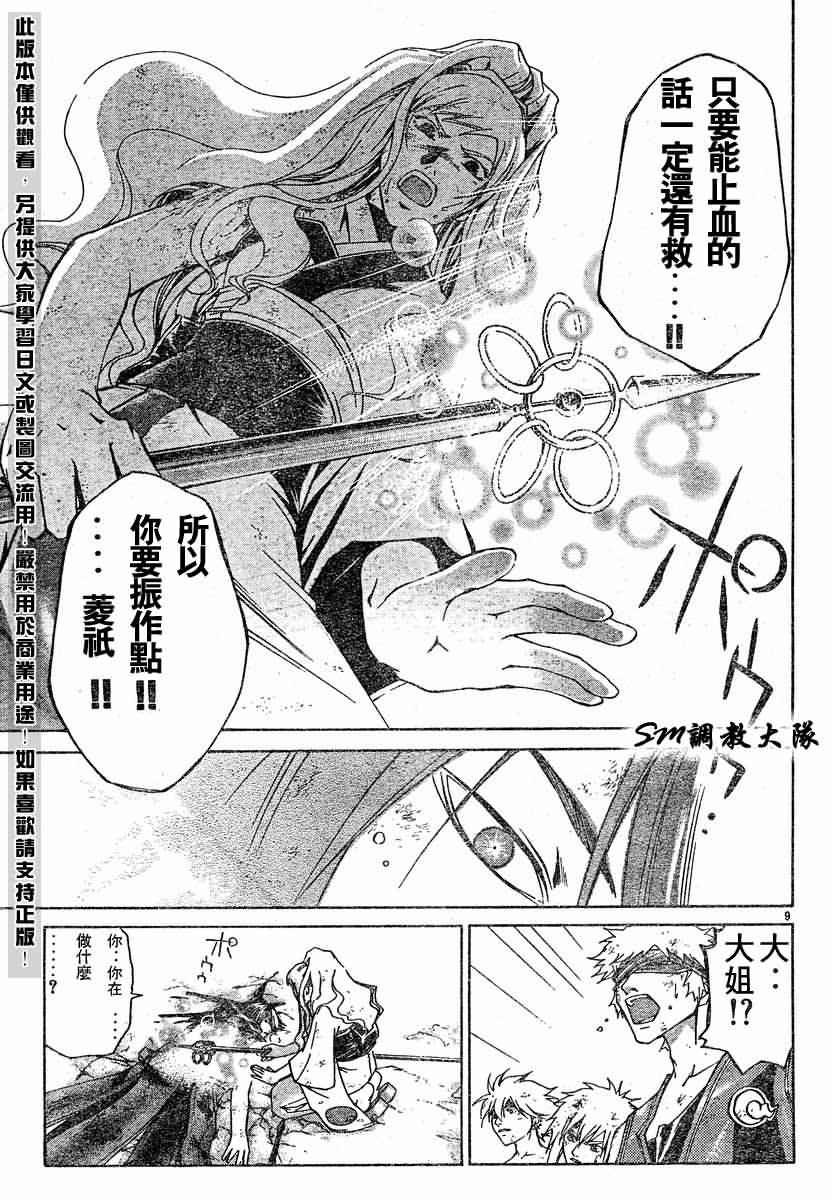 只要能止血的
話一定還有救‥‥!!
所以
你要振作點!!
‥‥菱祇!!
ポ
ウ
SM調教大隊
9
大‥
大姐!?
你‥你在‥‥
做什麼
‥‥‥?
ポウ
此版本僅供觀看，另提供大家學習日文或製圖交流用！嚴禁用於商業用途！如果喜歡請支持正版！